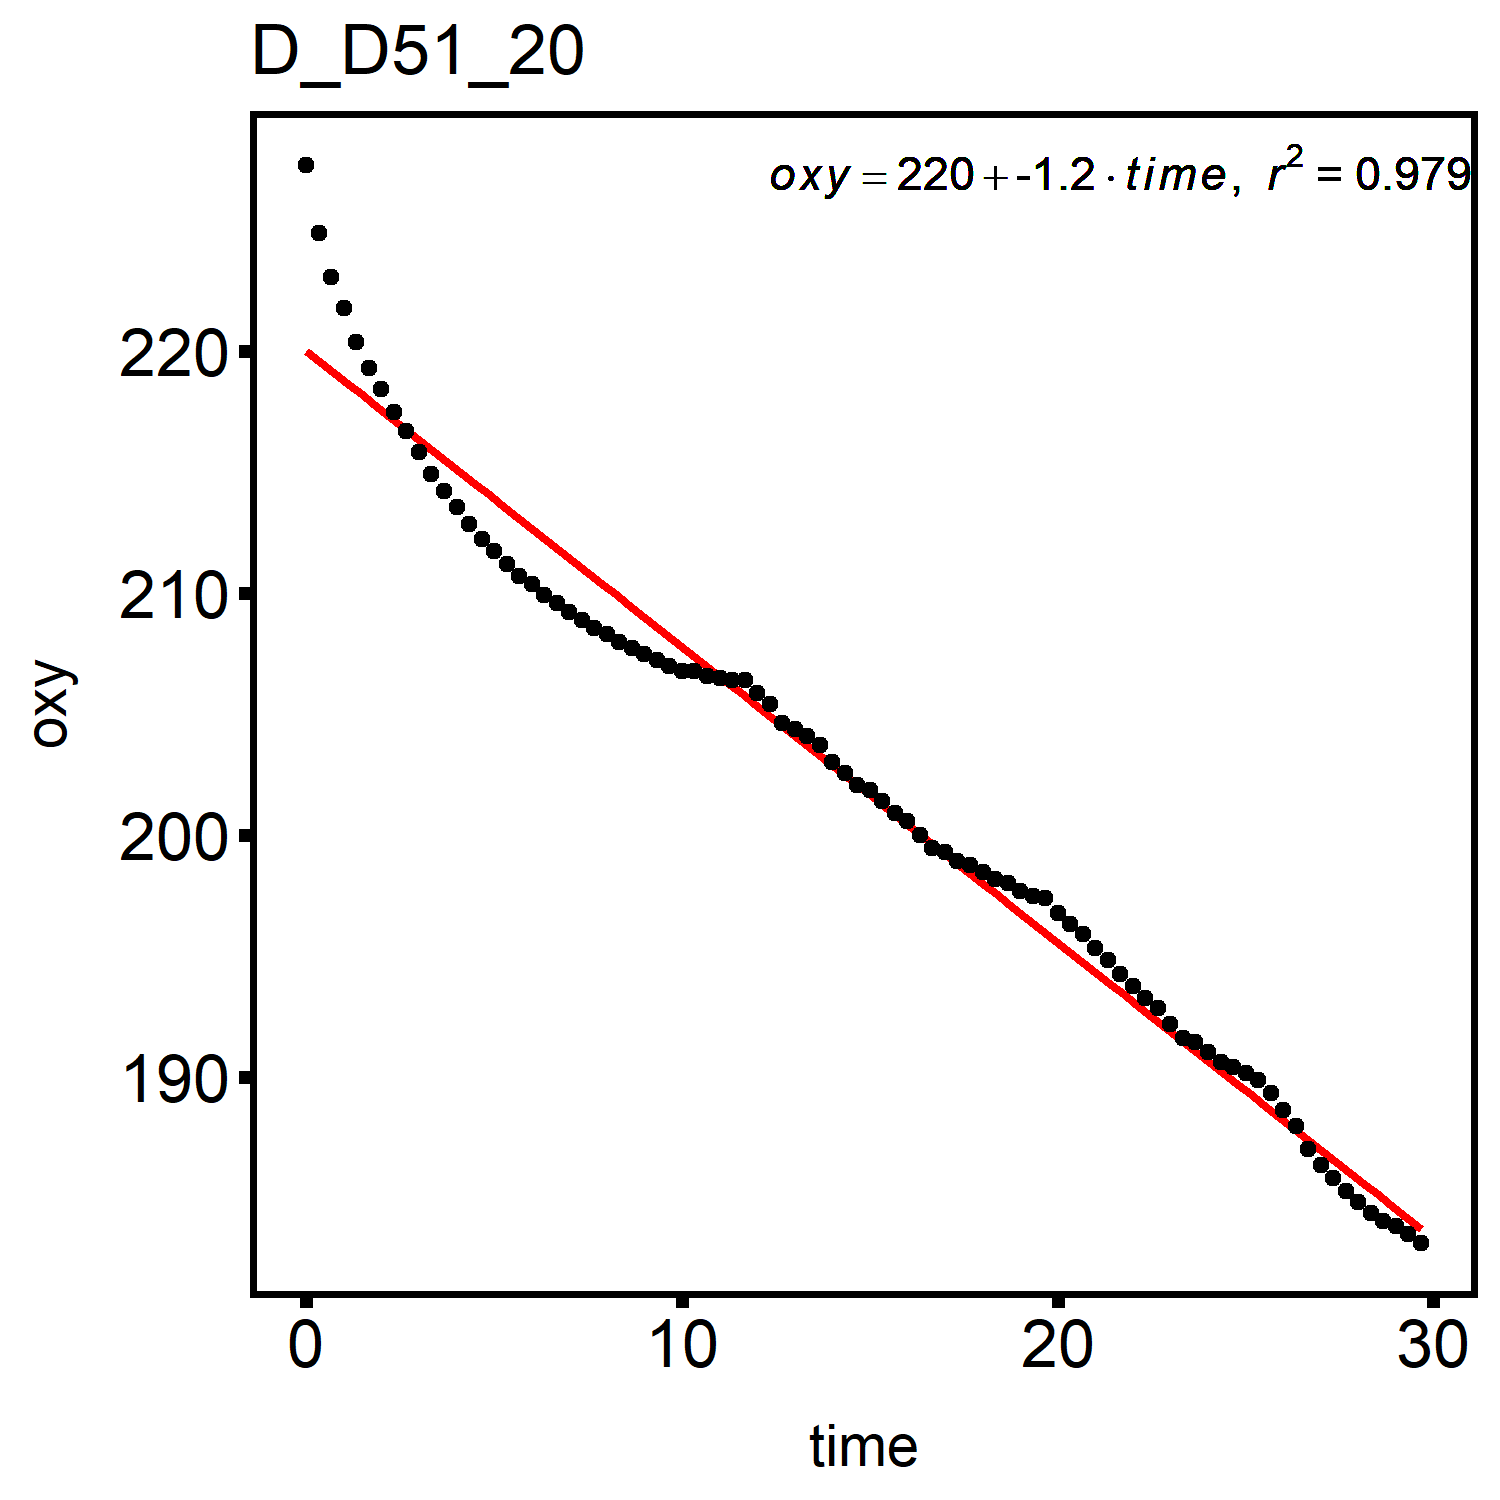 D_D51_20
oxy = 220 + -1.2 · time, r² = 0.979
220
210
200
190
oxy
0 10 20 30
time